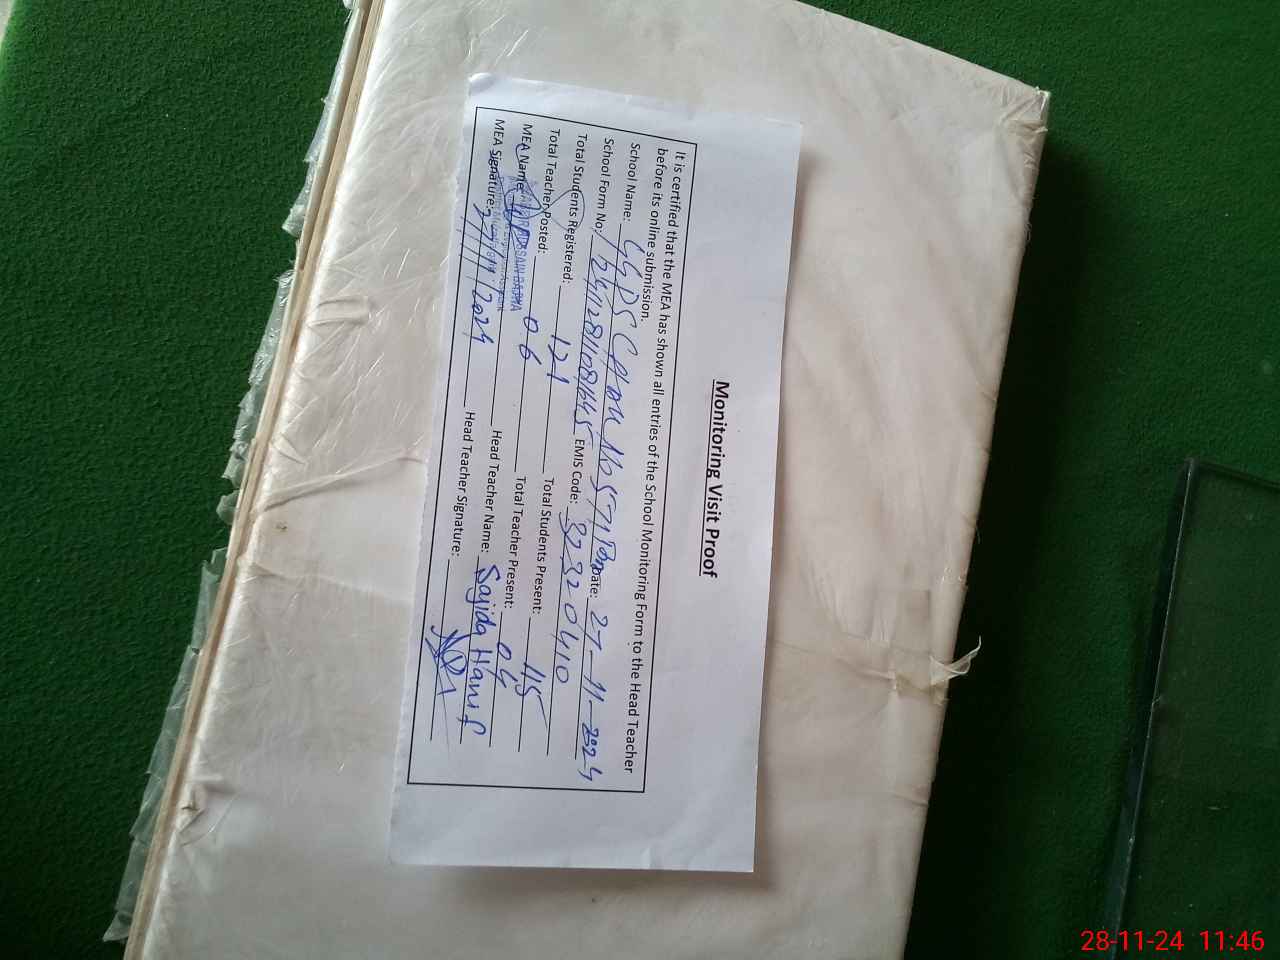 Monitoring Visit Proof
It is certified that the MEA has shown all entries of the School Monitoring Form to the Head Teacher
before its online submission.
School Name: GGPS Chak No 571 Date: 27-11-2024
School Form No: EMIS Code: 37320410
Total Students Registered: 121 Total Students Present: 115
Total Teacher Posted: 06 Total Teacher Present: 04
MEA Name: Head Teacher Name: Sajida Hanif
MEA Signature: 27/11/2024 Head Teacher Signature:
28-11-24 11:46